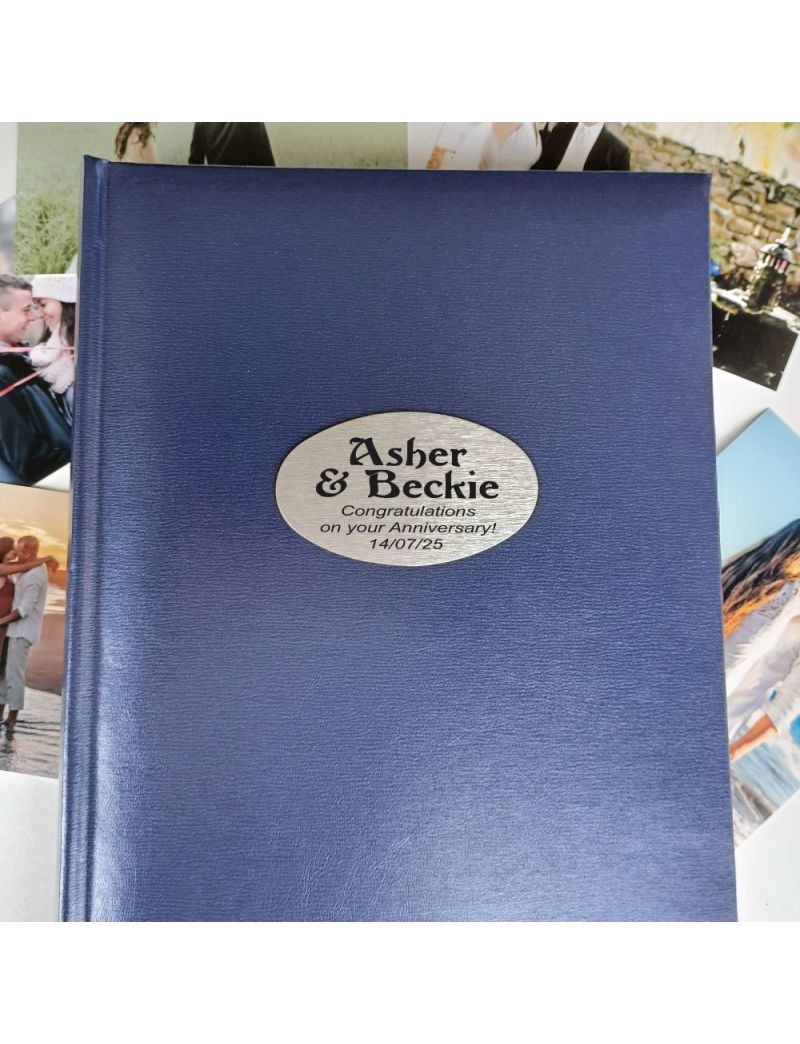 Asher
& Beckie
Congratulations
on your Anniversary!
14/07/25